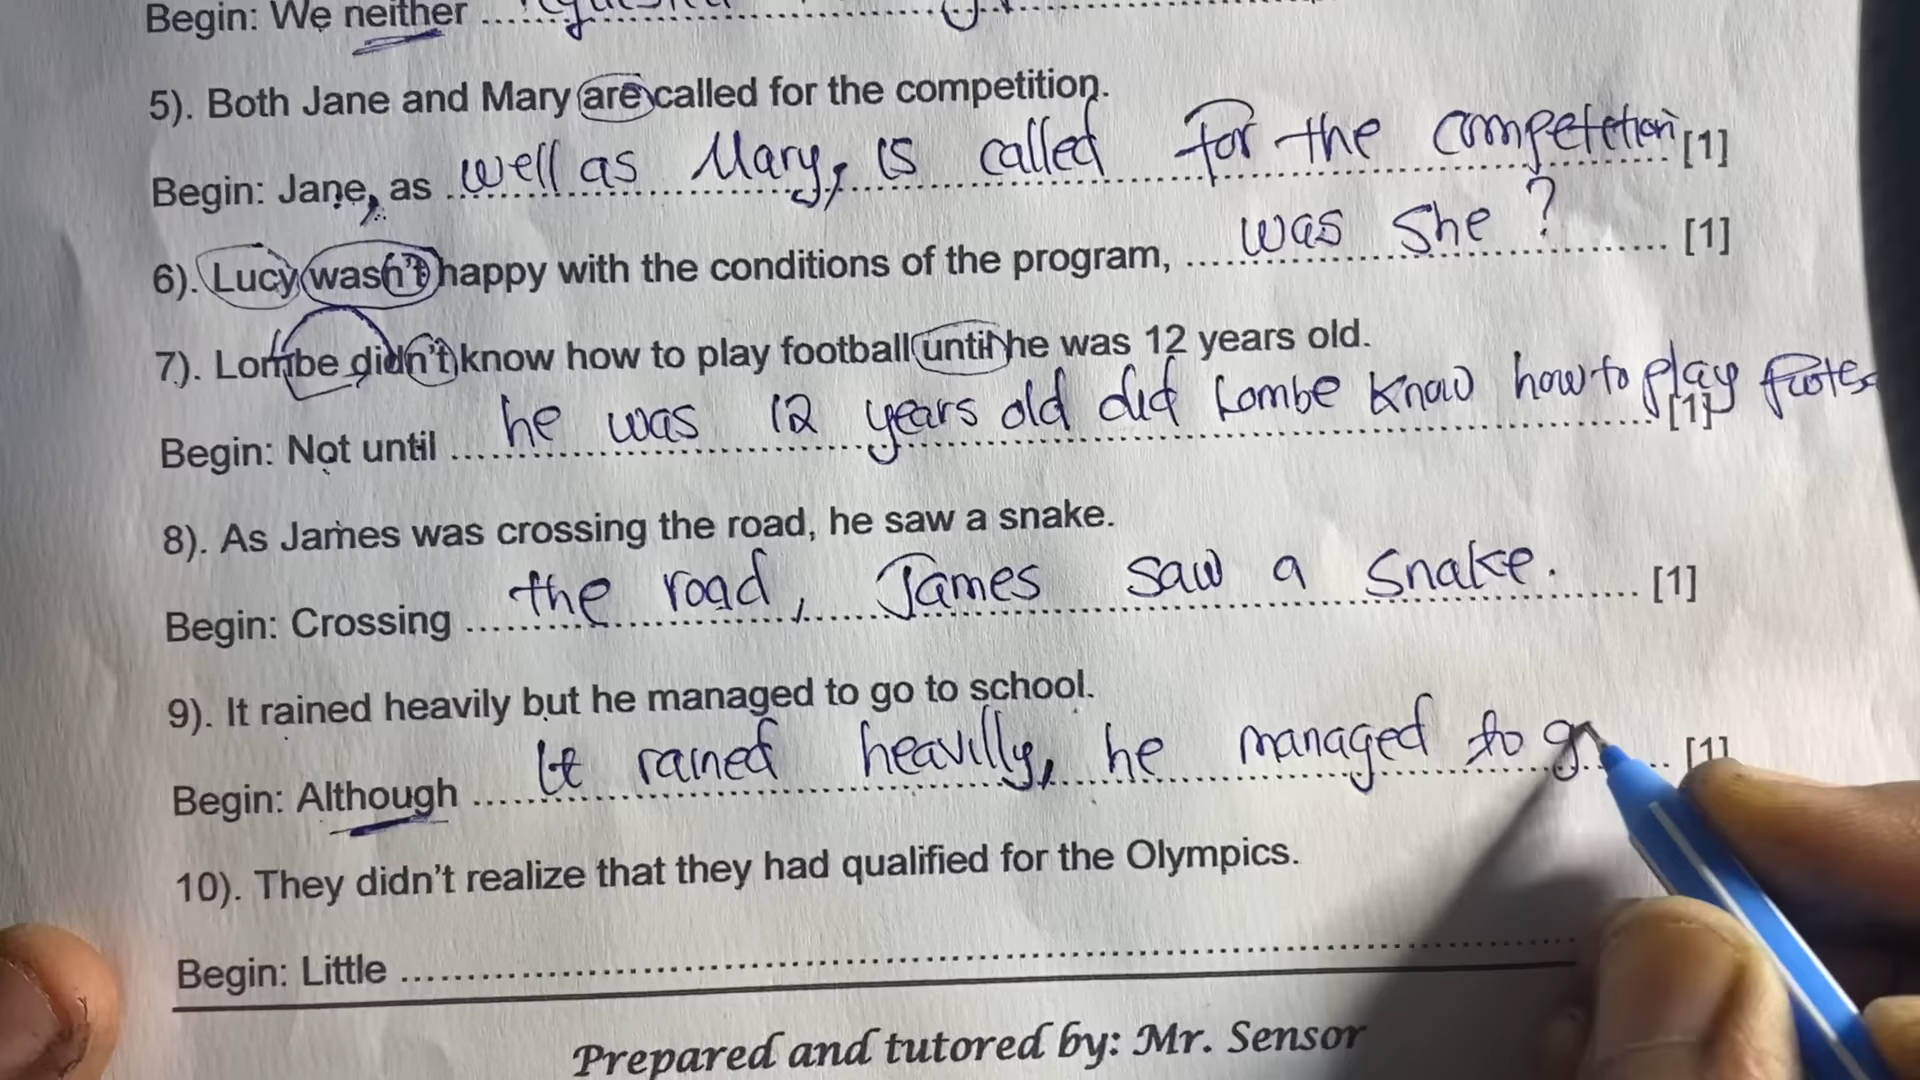 Begin: We neither
5). Both Jane and Mary are called for the competition.
Begin: Jane, as well as Mary, is called for the competetion [1]
6). Lucy wasn't happy with the conditions of the program, was she? [1]
7). Lombe didn't know how to play football until he was 12 years old.
Begin: Not until he was 12 years old did Lombe know how to play [1]
8). As James was crossing the road, he saw a snake.
Begin: Crossing the road, James saw a snake. [1]
9). It rained heavily but he managed to go to school.
Begin: Although it rained heavilly, he managed to go [1]
10). They didn't realize that they had qualified for the Olympics.
Begin: Little
Prepared and tutored by: Mr. Sensor